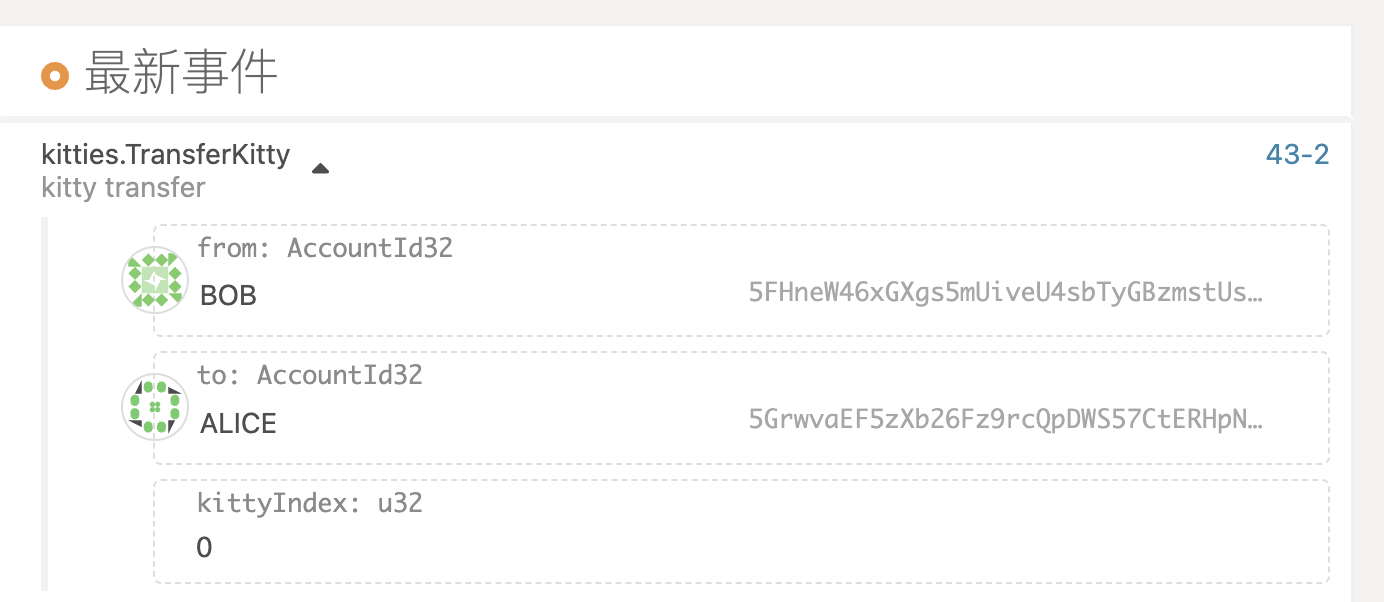 最新事件
kitties.TransferKitty
43-2
kitty transfer
from: AccountId32
BOB
5FHneW46xGXgs5mUiveU4sbTyGBzmstUs…
to: AccountId32
ALICE
5GrwvaEF5zXb26Fz9rcQpDWS57CtERHpN…
kittyIndex: u32
0